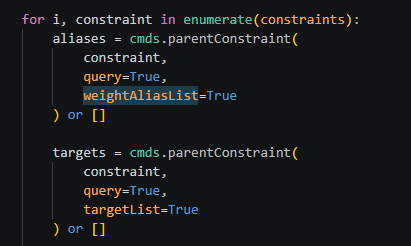 for i, constraint in enumerate(constraints):
    aliases = cmds.parentConstraint(
        constraint,
        query=True,
        weightAliasList=True
    ) or []

    targets = cmds.parentConstraint(
        constraint,
        query=True,
        targetList=True
    ) or []